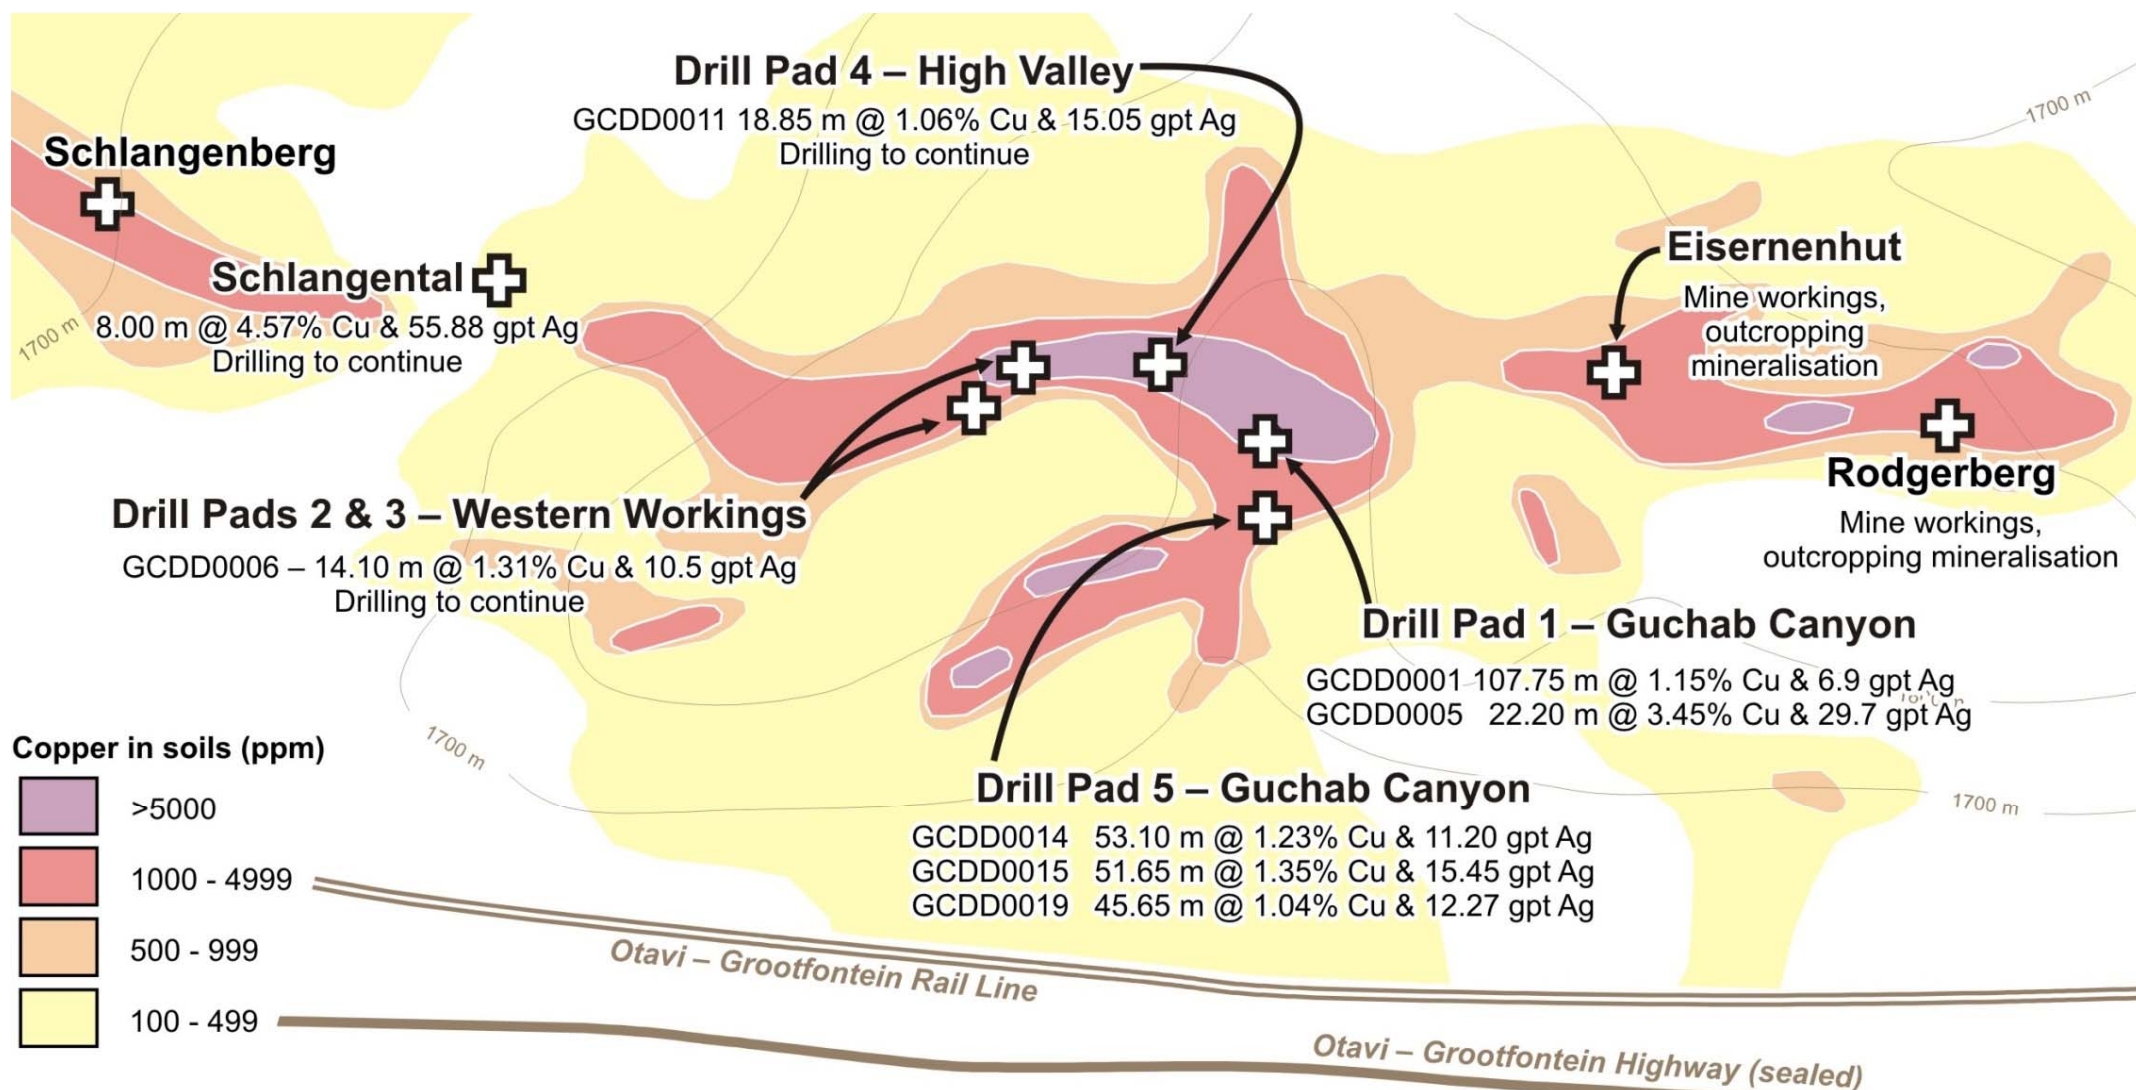 Drill Pad 4 – High Valley
GCDD0011 18.85 m @ 1.06% Cu & 15.05 gpt Ag
Drilling to continue
1700 m
Schlangenberg
Schlangental
8.00 m @ 4.57% Cu & 55.88 gpt Ag
Drilling to continue
1700 m
Eisernenhut
Mine workings,
outcropping
mineralisation
Rodgerberg
Mine workings,
outcropping mineralisation
Drill Pads 2 & 3 – Western Workings
GCDD0006 – 14.10 m @ 1.31% Cu & 10.5 gpt Ag
Drilling to continue
Drill Pad 1 – Guchab Canyon
GCDD0001 107.75 m @ 1.15% Cu & 6.9 gpt Ag
GCDD0005 22.20 m @ 3.45% Cu & 29.7 gpt Ag
1700 m
Drill Pad 5 – Guchab Canyon
GCDD0014 53.10 m @ 1.23% Cu & 11.20 gpt Ag
GCDD0015 51.65 m @ 1.35% Cu & 15.45 gpt Ag
GCDD0019 45.65 m @ 1.04% Cu & 12.27 gpt Ag
1700 m
Copper in soils (ppm)
>5000
1000 - 4999
500 - 999
100 - 499
Otavi – Grootfontein Rail Line
Otavi – Grootfontein Highway (sealed)